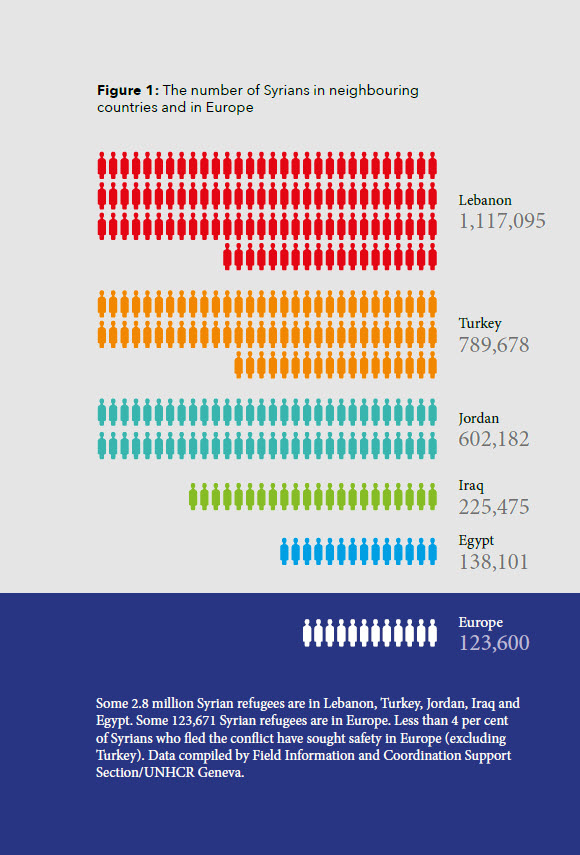 Figure 1: The number of Syrians in neighbouring
countries and in Europe
Lebanon
1,117,095
Turkey
789,678
Jordan
602,182
Iraq
225,475
Egypt
138,101
Europe
123,600
Some 2.8 million Syrian refugees are in Lebanon, Turkey, Jordan, Iraq and
Egypt. Some 123,671 Syrian refugees are in Europe. Less than 4 per cent
of Syrians who fled the conflict have sought safety in Europe (excluding
Turkey). Data compiled by Field Information and Coordination Support
Section/UNHCR Geneva.